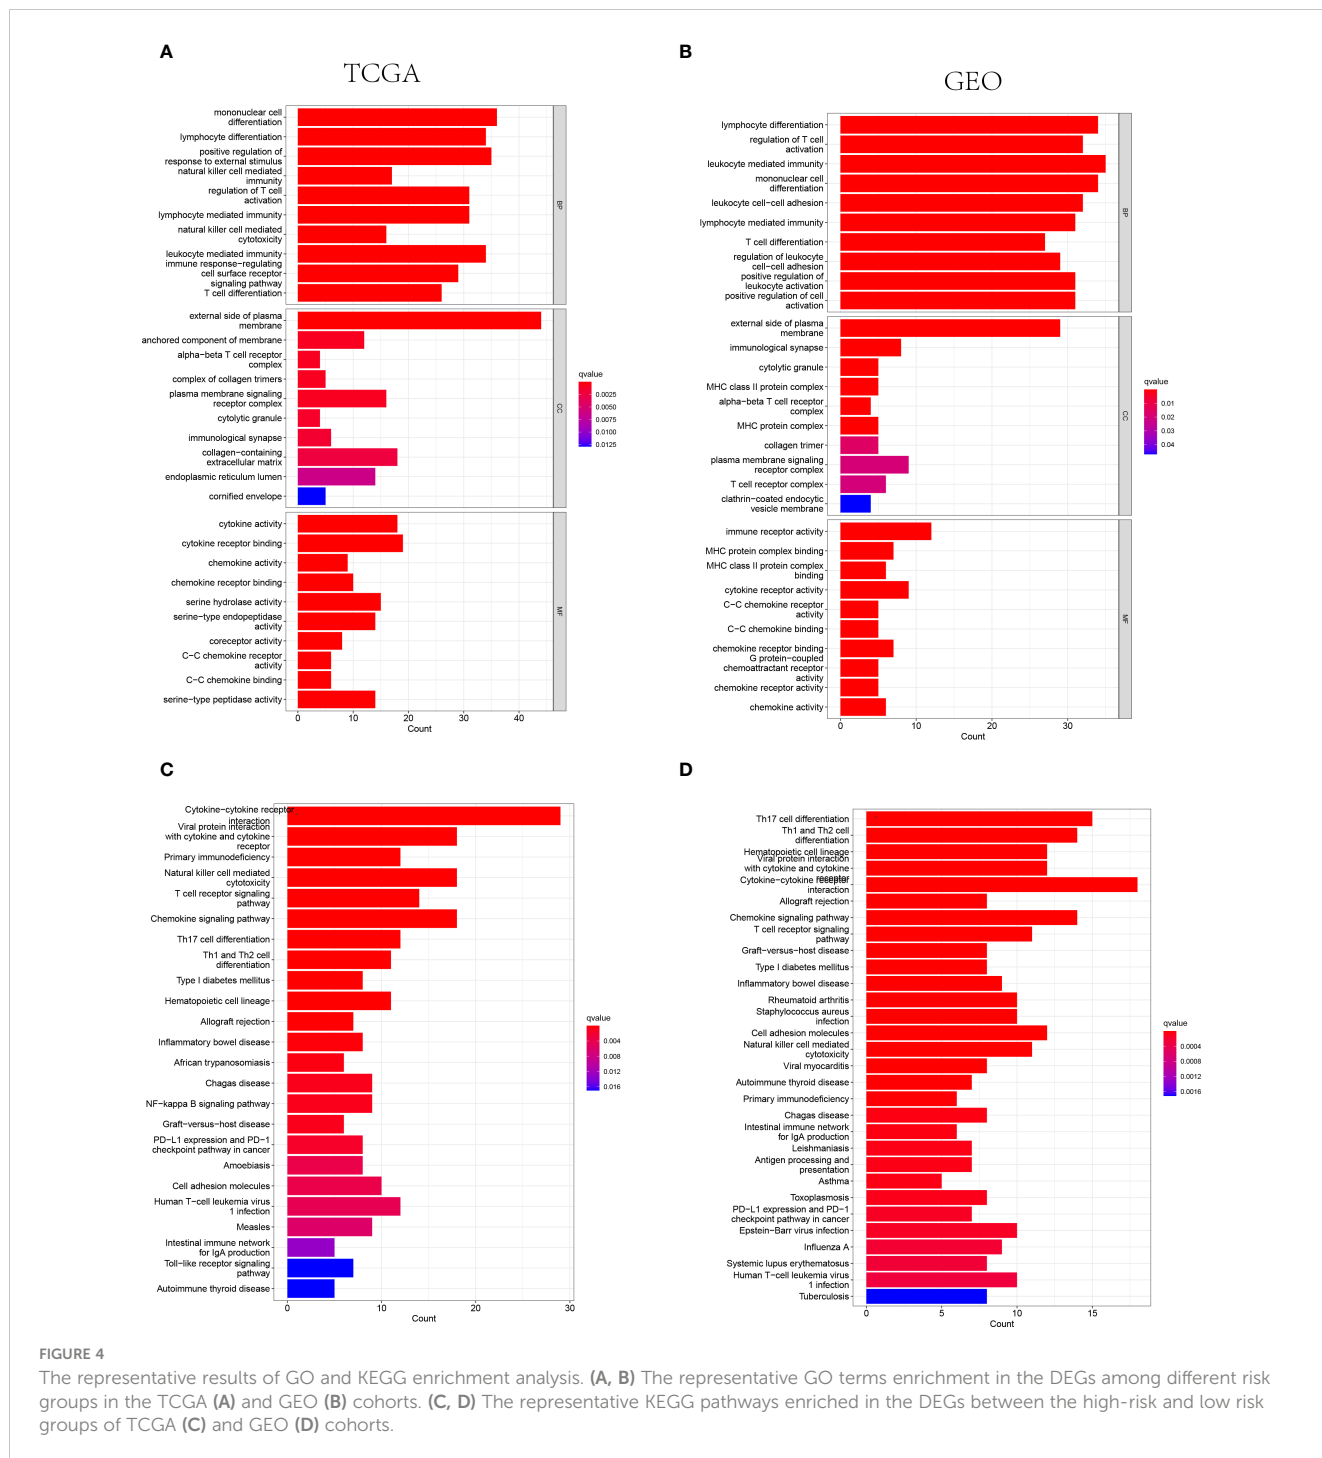 A
TCGA
mononuclear cell
differentiation
lymphocyte differentiation
positive regulation of
response to external stimulus
natural killer cell mediated
immunity
regulation of T cell
activation
lymphocyte mediated immunity
natural killer cell mediated
cytotoxicity
leukocyte mediated immunity
immune response−regulating
cell surface receptor
signaling pathway
T cell differentiation
BP
external side of plasma
membrane
anchored component of membrane
alpha−beta T cell receptor
complex
complex of collagen trimers
plasma membrane signaling
receptor complex
cytolytic granule
immunological synapse
collagen−containing
extracellular matrix
endoplasmic reticulum lumen
cornified envelope
CC
cytokine activity
cytokine receptor binding
chemokine activity
chemokine receptor binding
serine hydrolase activity
serine−type endopeptidase
activity
coreceptor activity
C−C chemokine receptor
activity
C−C chemokine binding
serine−type peptidase activity
MF
0 10 20 30 40
Count
qvalue
0.0025
0.0050
0.0075
0.0100
0.0125
B
GEO
lymphocyte differentiation
regulation of T cell
activation
leukocyte mediated immunity
mononuclear cell
differentiation
leukocyte cell−cell adhesion
lymphocyte mediated immunity
T cell differentiation
regulation of leukocyte
cell−cell adhesion
positive regulation of
leukocyte activation
positive regulation of cell
activation
BP
external side of plasma
membrane
immunological synapse
cytolytic granule
MHC class II protein complex
alpha−beta T cell receptor
complex
MHC protein complex
collagen trimer
plasma membrane signaling
receptor complex
T cell receptor complex
clathrin−coated endocytic
vesicle membrane
CC
immune receptor activity
MHC protein complex binding
MHC class II protein complex
binding
cytokine receptor activity
C−C chemokine receptor
activity
C−C chemokine binding
chemokine receptor binding
G protein−coupled
chemoattractant receptor
activity
chemokine receptor activity
chemokine activity
MF
0 10 20 30
Count
qvalue
0.01
0.02
0.03
0.04
C
Cytokine−cytokine receptor
interaction
Viral protein interaction
with cytokine and cytokine
receptor
Primary immunodeficiency
Natural killer cell mediated
cytotoxicity
T cell receptor signaling
pathway
Chemokine signaling pathway
Th17 cell differentiation
Th1 and Th2 cell
differentiation
Type I diabetes mellitus
Hematopoietic cell lineage
Allograft rejection
Inflammatory bowel disease
African trypanosomiasis
Chagas disease
NF−kappa B signaling pathway
Graft−versus−host disease
PD−L1 expression and PD−1
checkpoint pathway in cancer
Amoebiasis
Cell adhesion molecules
Human T−cell leukemia virus
1 infection
Measles
Intestinal immune network
for IgA production
Toll−like receptor signaling
pathway
Autoimmune thyroid disease
0 10 20 30
Count
qvalue
0.004
0.008
0.012
0.016
D
Th17 cell differentiation
Th1 and Th2 cell
differentiation
Hematopoietic cell lineage
Viral protein interaction
with cytokine and cytokine
receptor
Cytokine−cytokine receptor
interaction
Allograft rejection
Chemokine signaling pathway
T cell receptor signaling
pathway
Graft−versus−host disease
Type I diabetes mellitus
Inflammatory bowel disease
Rheumatoid arthritis
Staphylococcus aureus
infection
Cell adhesion molecules
Natural killer cell mediated
cytotoxicity
Viral myocarditis
Autoimmune thyroid disease
Primary immunodeficiency
Chagas disease
Intestinal immune network
for IgA production
Leishmaniasis
Antigen processing and
presentation
Asthma
Toxoplasmosis
PD−L1 expression and PD−1
checkpoint pathway in cancer
Epstein−Barr virus infection
Influenza A
Systemic lupus erythematosus
Human T−cell leukemia virus
1 infection
Tuberculosis
0 5 10 15
Count
qvalue
0.0004
0.0008
0.0012
0.0016
FIGURE 4
The representative results of GO and KEGG enrichment analysis. (A, B) The representative GO terms enrichment in the DEGs among different risk
groups in the TCGA (A) and GEO (B) cohorts. (C, D) The representative KEGG pathways enriched in the DEGs between the high-risk and low risk
groups of TCGA (C) and GEO (D) cohorts.